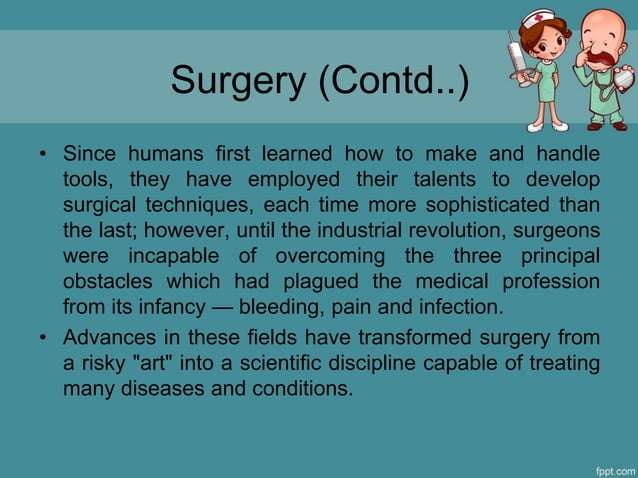 Surgery (Contd..)
• Since humans first learned how to make and handle
tools, they have employed their talents to develop
surgical techniques, each time more sophisticated than
the last; however, until the industrial revolution, surgeons
were incapable of overcoming the three principal
obstacles which had plagued the medical profession
from its infancy — bleeding, pain and infection.
• Advances in these fields have transformed surgery from
a risky "art" into a scientific discipline capable of treating
many diseases and conditions.
fppt.com